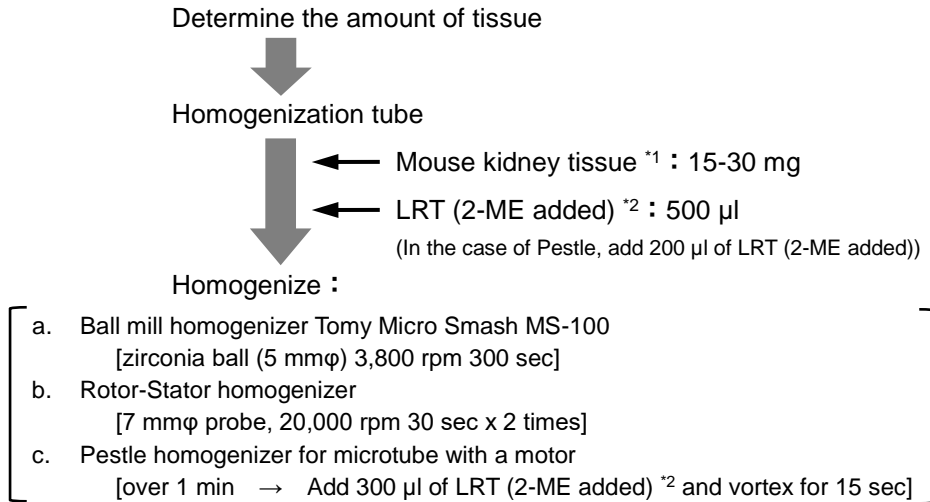 Determine the amount of tissue
Homogenization tube
Mouse kidney tissue *1：15-30 mg
LRT (2-ME added) *2：500 µl
(In the case of Pestle, add 200 µl of LRT (2-ME added))
Homogenize：
a. Ball mill homogenizer Tomy Micro Smash MS-100
[zirconia ball (5 mmφ) 3,800 rpm 300 sec]
b. Rotor-Stator homogenizer
[7 mmφ probe, 20,000 rpm 30 sec x 2 times]
c. Pestle homogenizer for microtube with a motor
[over 1 min → Add 300 µl of LRT (2-ME added) *2 and vortex for 15 sec]